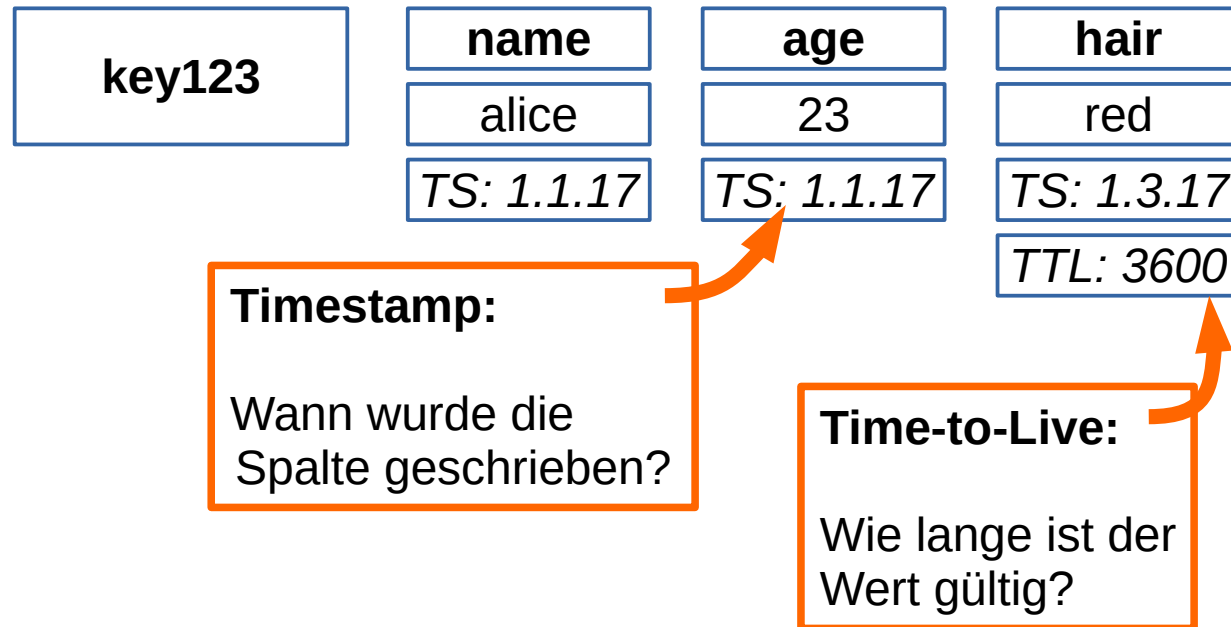 key123
name
age
hair
alice
23
red
TS: 1.1.17
TS: 1.1.17
TS: 1.3.17
TTL: 3600
Timestamp:
Wann wurde die
Spalte geschrieben?
Time-to-Live:
Wie lange ist der
Wert gültig?